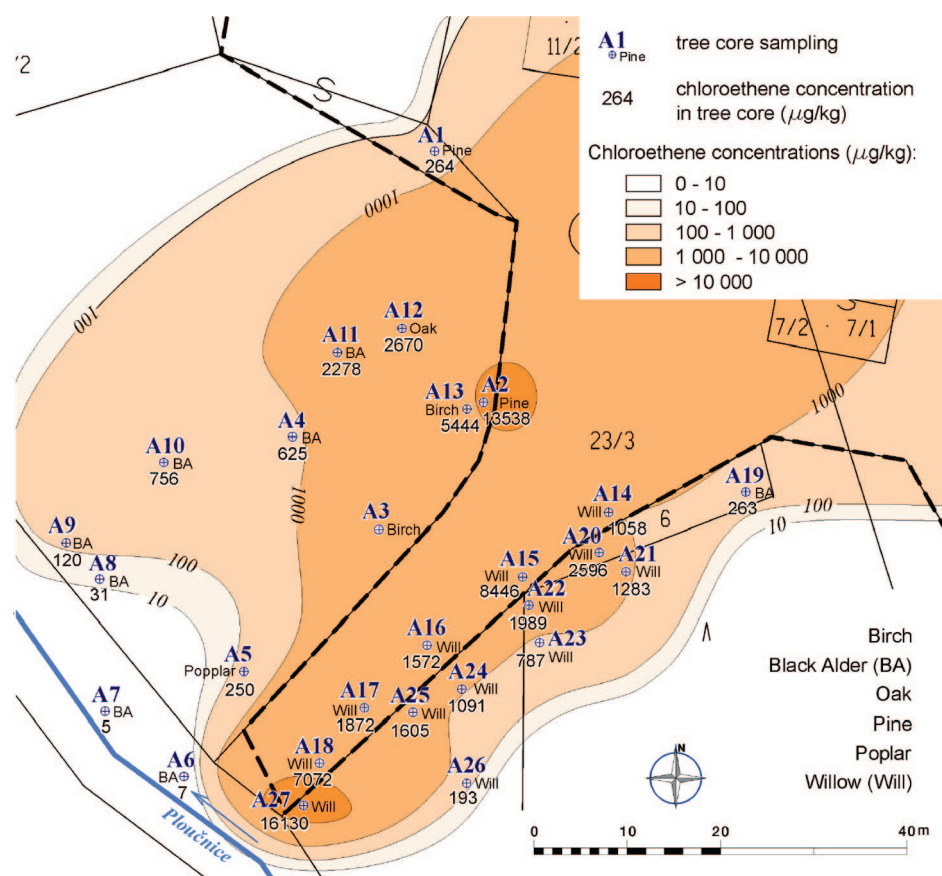 /2
11/2
S
A1
Pine
264
A1
Pine
tree core sampling
264
chloroethene concentration
in tree core (μg/kg)
Chloroethene concentrations (μg/kg):
0 - 10
10 - 100
100 - 1 000
1 000 - 10 000
> 10 000
1000
100
A12
Oak
2670
A11
BA
2278
S
7/2 · 7/1
A13
Birch
5444
A2
Pine
13538
1000
A4
BA
625
23/3
A10
BA
756
1000
A19
BA
263
100
10
A14
Will
1058
6
A3
Birch
A9
BA
120
100
A8
BA
31
10
A20
Will
2596
A21
Will
1283
A15
Will
8446
A22
Will
1989
A23
787 Will
A16
Will
1572
A5
Popplar
250
A24
Will
1091
A7
BA
5
A17
Will
1872
A25
Will
1605
A6
BA
7
A18
Will
7072
A26
Will
193
A27
Will
16130
Ploučnice
Birch
Black Alder (BA)
Oak
Pine
Poplar
Willow (Will)
N
0 10 20 40 m